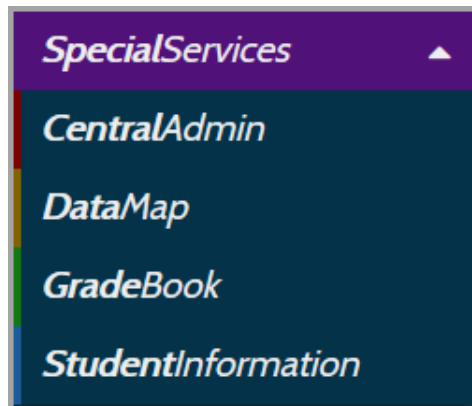 SpecialServices
CentralAdmin
DataMap
GradeBook
StudentInformation